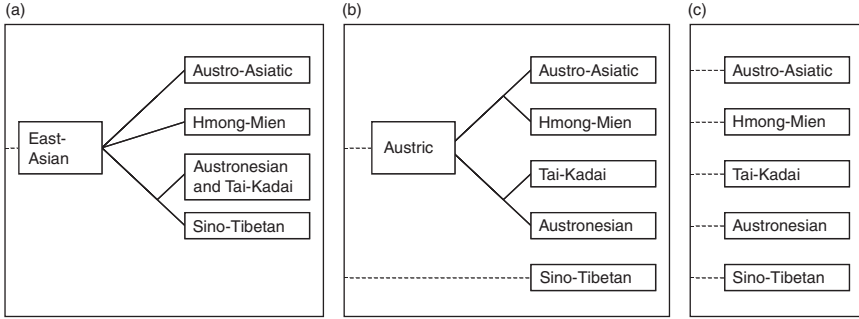 (a)
East-
Asian
Austro-Asiatic
Hmong-Mien
Austronesian
and Tai-Kadai
Sino-Tibetan
(b)
Austric
Austro-Asiatic
Hmong-Mien
Tai-Kadai
Austronesian
Sino-Tibetan
(c)
Austro-Asiatic
Hmong-Mien
Tai-Kadai
Austronesian
Sino-Tibetan